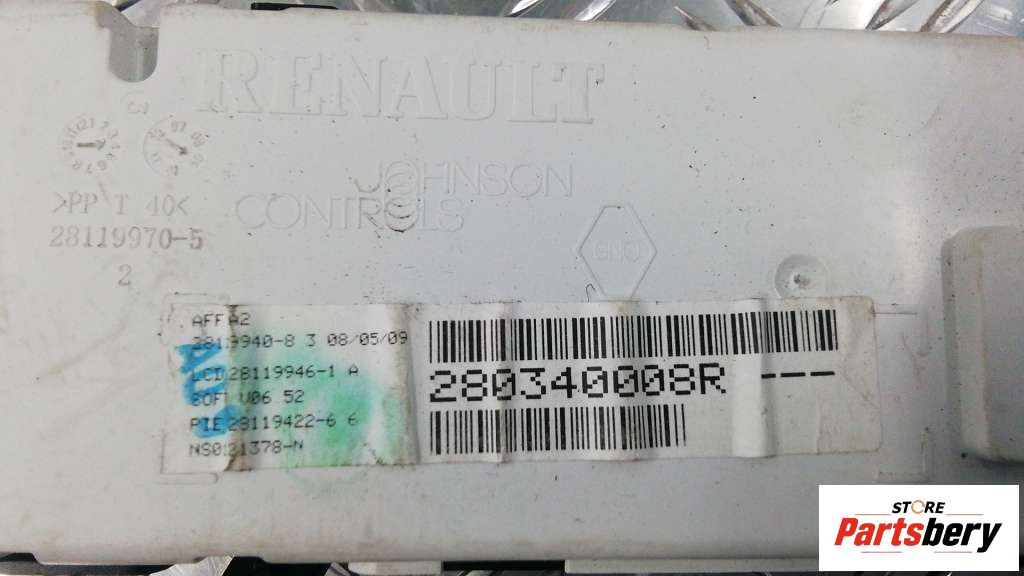 RENAULT
JOHNSON
CONTROLS
3
>PP T 40<
28119970-5
2
AFF A2
28119940-8 3 08/05/09
LCD 28119946-1 A
SOFT V06 52
PIE 28119422-6 6
280340008R ---
STORE
Partsbery